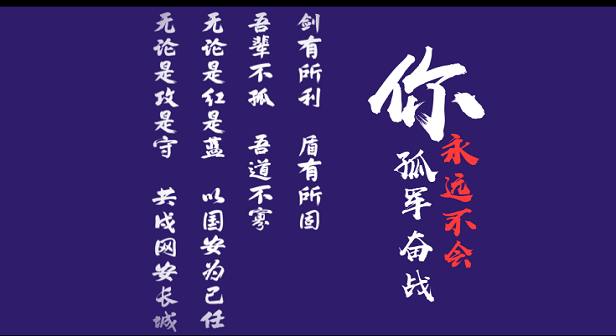 你
永远不会
孤军奋战
剑有所利 盾有所固
吾辈不孤 吾道不寡
无论是红是蓝 以国安为己任
无论是攻是守 共成网安长城